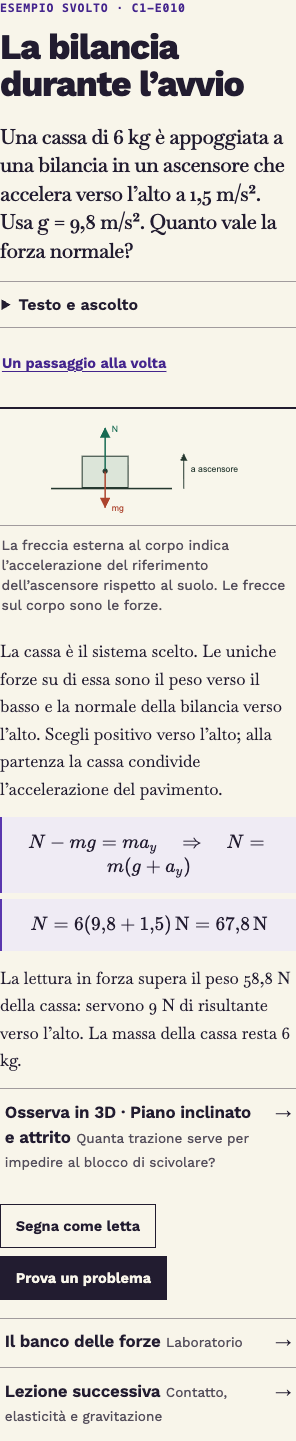 ESEMPIO SVOLTO · C1–E010
La bilancia
durante l’avvio
Una cassa di 6 kg è appoggiata a
una bilancia in un ascensore che
accelera verso l’alto a 1,5 m/s².
Usa g = 9,8 m/s². Quanto vale la
forza normale?
▶ Testo e ascolto
Un passaggio alla volta
N
a ascensore
mg
La freccia esterna al corpo indica
l’accelerazione del riferimento
dell’ascensore rispetto al suolo. Le frecce
sul corpo sono le forze.
La cassa è il sistema scelto. Le uniche
forze su di essa sono il peso verso il
basso e la normale della bilancia verso
l’alto. Scegli positivo verso l’alto; alla
partenza la cassa condivide
l’accelerazione del pavimento.
N − mg = ma_y ⇒ N =
m(g + a_y)
N = 6(9,8 + 1,5) N = 67,8 N
La lettura in forza supera il peso 58,8 N
della cassa: servono 9 N di risultante
verso l’alto. La massa della cassa resta 6
kg.
Osserva in 3D · Piano inclinato →
e attrito Quanta trazione serve per
impedire al blocco di scivolare?
Segna come letta
Prova un problema
Il banco delle forze Laboratorio →
Lezione successiva Contatto, →
elasticità e gravitazione